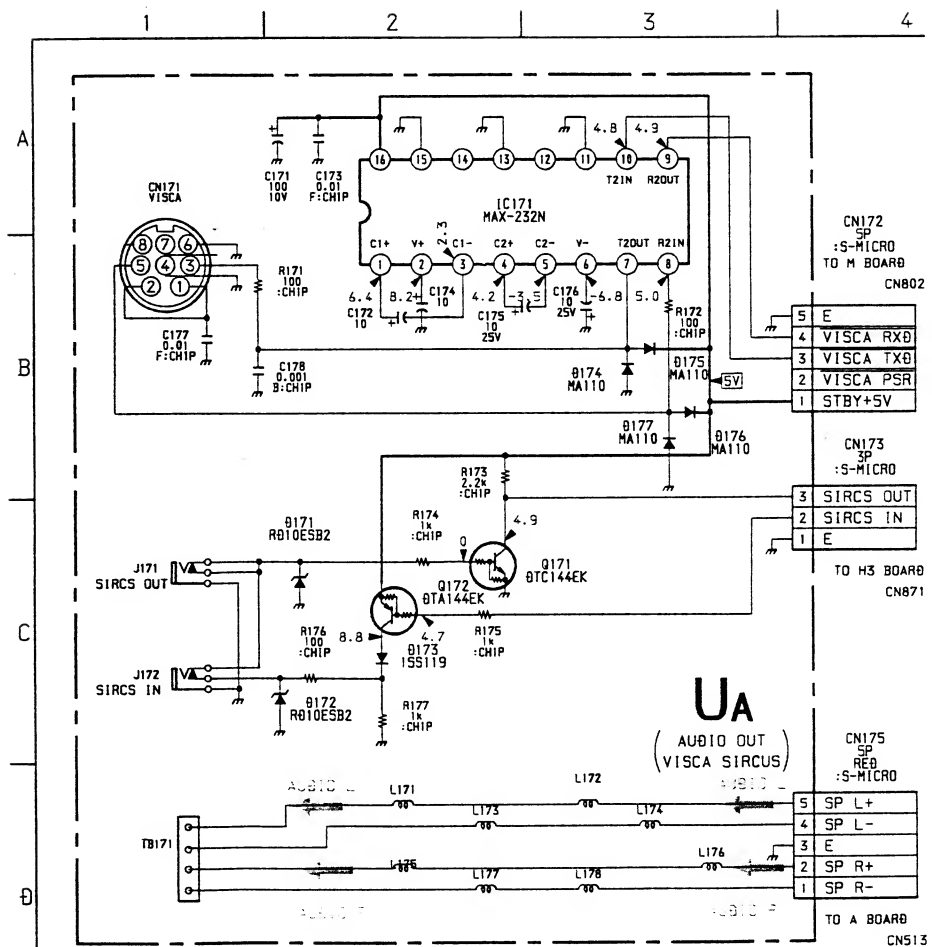 1 2 3 4
A
B
C
D
CN171
VISCA
8 7 6
5 4 3
2 1
C171
100
10V
C173
0.01
F:CHIP
16 15 14 13 12 11 10 9
4.8 4.9
T2IN R2OUT
IC171
MAX-232N
C1+ V+ C1- C2+ C2- V- T2OUT R2IN
2.3
1 2 3 4 5 6 7 8
6.4 8.2 4.2 -3.5 -6.8 5.0
R171
100
:CHIP
C172
10
C174
10
C175
10
25V
C176
10
25V
R172
100
:CHIP
C177
0.01
F:CHIP
C178
0.001
B:CHIP
D174
MA110
D175
MA110
5V
D177
MA110
D176
MA110
CN172
5P
:S-MICRO
TO M BOARD
CN802
5 E
4 VISCA RXD
3 VISCA TXD
2 VISCA PSR
1 STBY+5V
CN173
3P
:S-MICRO
3 SIRCS OUT
2 SIRCS IN
1 E
TO H3 BOARD
CN871
R173
2.2k
:CHIP
4.9
D171
RD10ESB2
R174
1k
:CHIP
0
Q171
DTC144EK
J171
SIRCS OUT
Q172
DTA144EK
R176
100
:CHIP
8.8
4.7
R175
1k
:CHIP
D173
1SS119
J172
SIRCS IN
D172
RD10ESB2
R177
1k
:CHIP
UA
(AUDIO OUT
VISCA SIRCUS)
CN175
5P
RED
:S-MICRO
AUDIO L
L171
L172
AUDIO L
5 SP L+
L173
L174
4 SP L-
TB171
3 E
L175
L176
2 SP R+
L177
L178
1 SP R-
AUDIO R
TO A BOARD
CN513